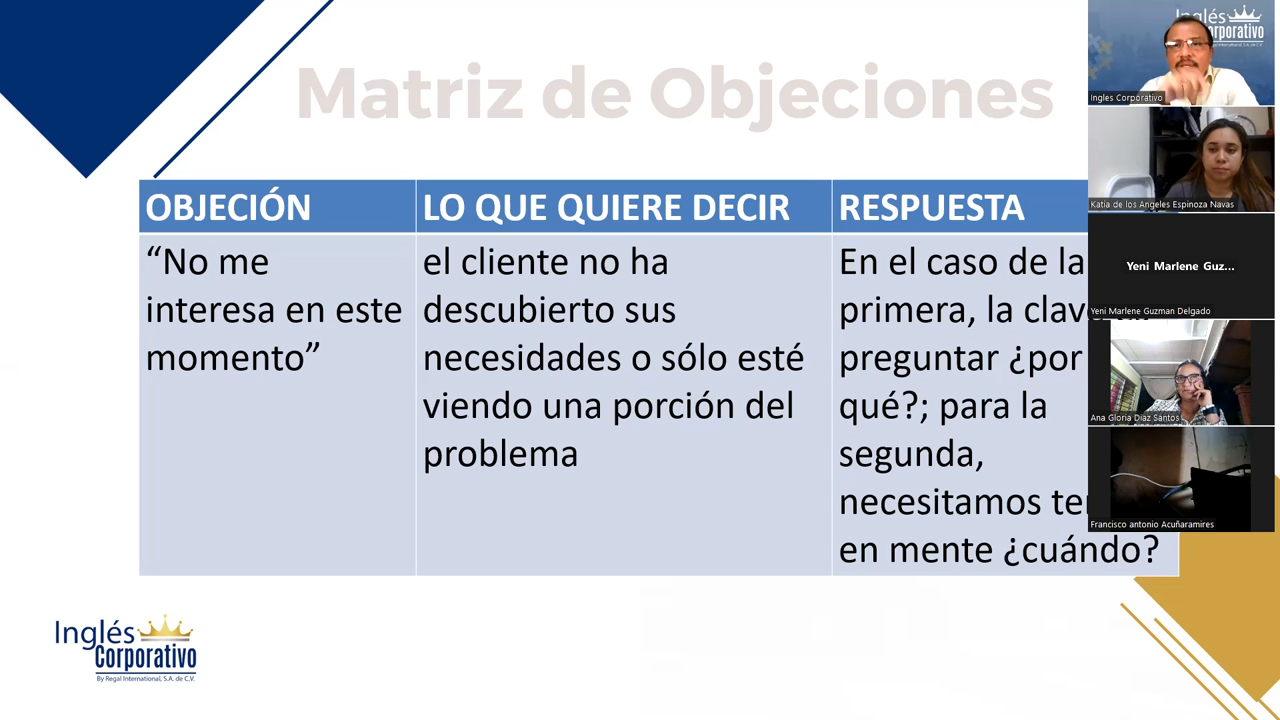 Matriz de Objeciones
OBJECIÓN
LO QUE QUIERE DECIR
RESPUESTA
“No me
interesa en este
momento”
el cliente no ha
descubierto sus
necesidades o sólo esté
viendo una porción del
problema
En el caso de la
primera, la
preguntar ¿por
qué?; para la
segunda,
necesitamos
en mente ¿cuándo?
Inglés
Corporativo
By Regal International, S.A. de C.V.
Inglés
Ingles Corporativo
Katia de los Angeles Espinoza Navas
Yeni Marlene Guz...
Yeni Marlene Guzman Delgado
Ana Gloria Diaz Santos
Francisco antonio Acuñaramires